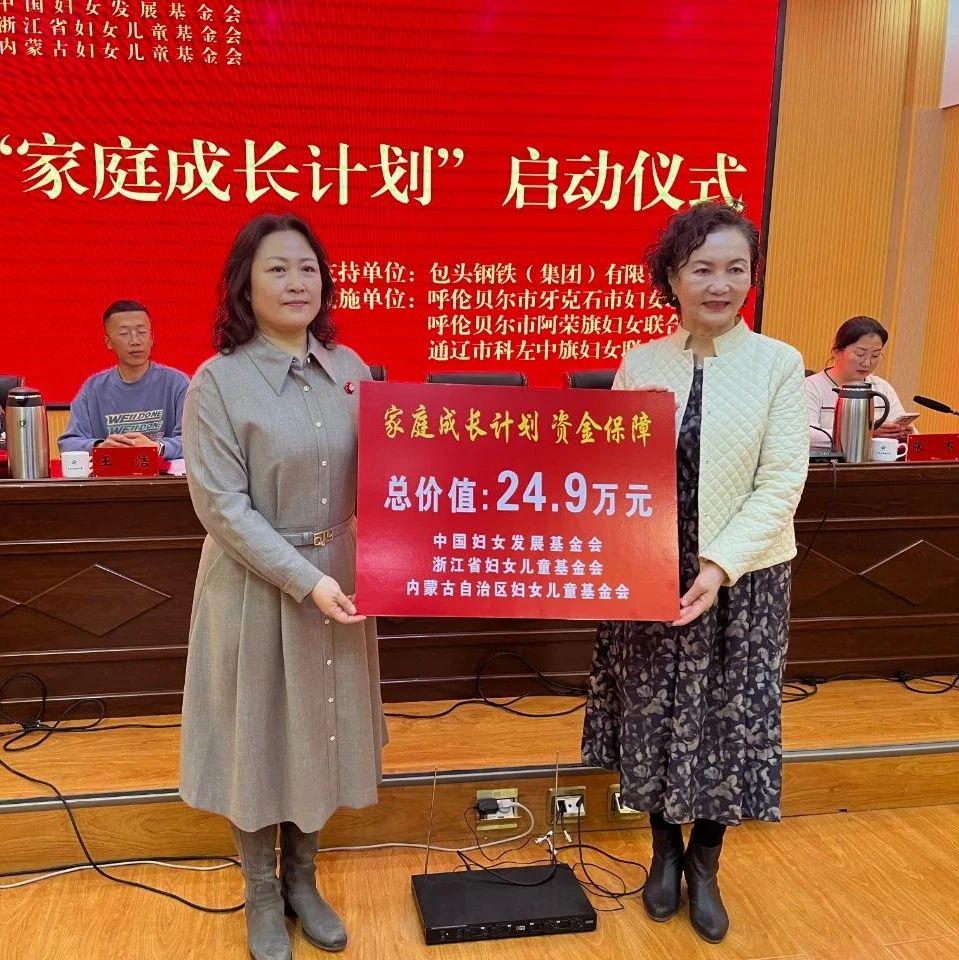 中国妇女发展基金会
浙江省妇女儿童基金会
内蒙古妇女儿童基金会
“家庭成长计划”启动仪式
支持单位：包头钢铁（集团）有限
施单位：呼伦贝尔市牙克石市妇女
呼伦贝尔市阿荣旗妇女联合
通辽市科左中旗妇女联
WELLDONE
王洁
家庭成长计划 资金保障
总价值:24.9万元
中国妇女发展基金会
浙江省妇女儿童基金会
内蒙古自治区妇女儿童基金会
张